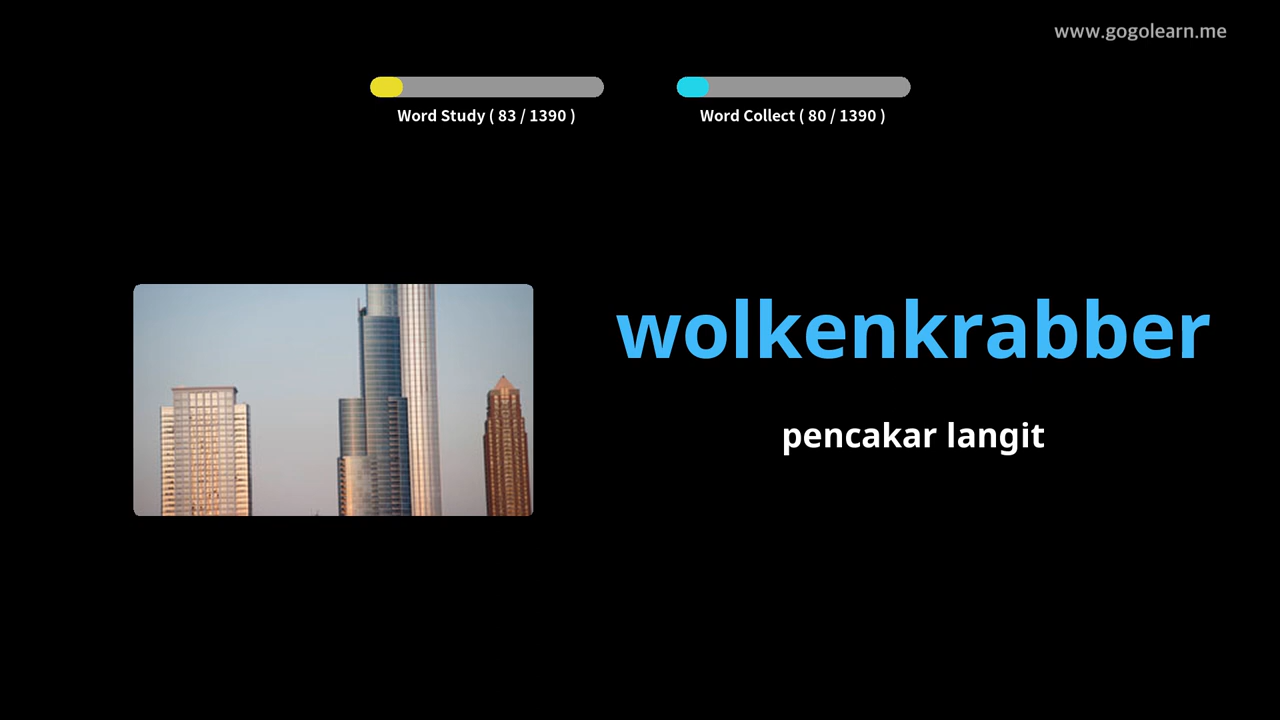 www.gogolearn.me
Word Study ( 83 / 1390 )
Word Collect ( 80 / 1390 )
wolkenkrabber
pencakar langit